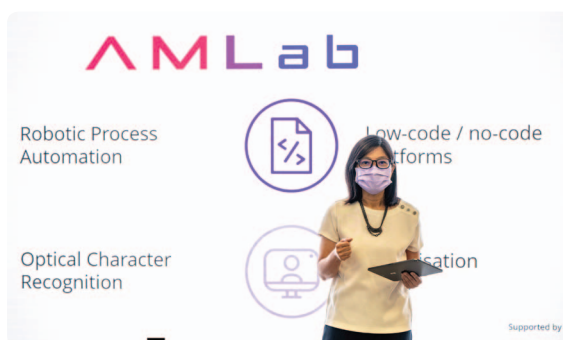 AMLab
Robotic Process
Automation
</>
Low-code / no-code
Optical Character
Recognition
Supported by